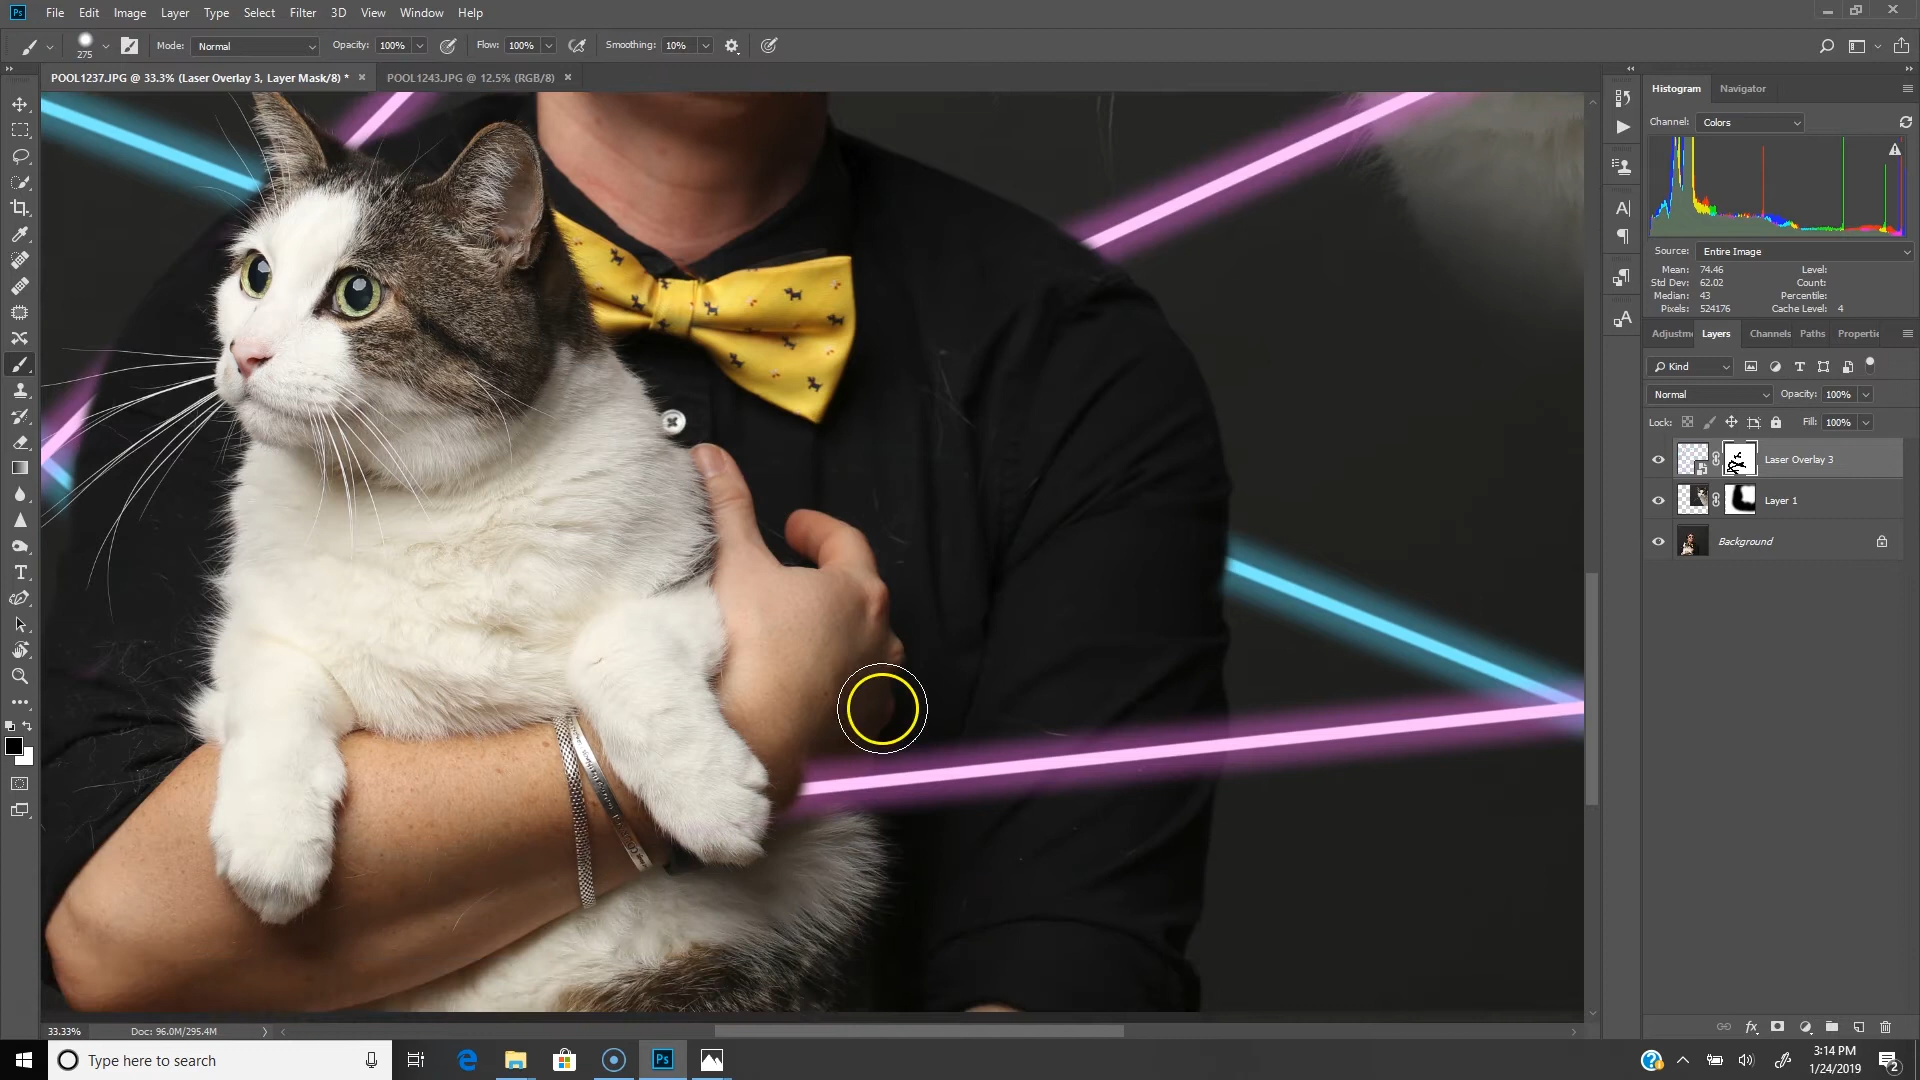 Ps File Edit Image Layer Type Select Filter 3D View Window Help
275 Mode: Normal Opacity: 100% Flow: 100% Smoothing: 10%
POOL1237.JPG @ 33.3% (Laser Overlay 3, Layer Mask/8) * × POOL1243.JPG @ 12.5% (RGB/8) ×
Histogram Navigator
Channel: Colors
Source: Entire Image
Mean: 74.46 Level:
Std Dev: 62.02 Count:
Median: 43 Percentile:
Pixels: 524176 Cache Level: 4
Adjustm Layers Channels Paths Properti
Kind
Normal Opacity: 100%
Lock: Fill: 100%
Laser Overlay 3
Layer 1
Background
33.33% Doc: 96.0M/295.4M
Type here to search
Ps
3:14 PM
1/24/2019
2